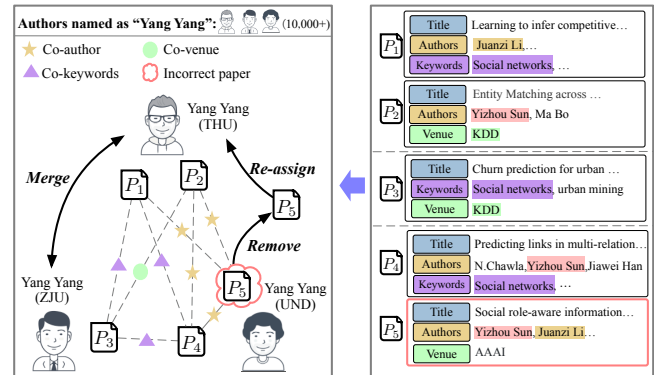 Authors named as “Yang Yang”: (10,000+)
Co-author
Co-venue
Co-keywords
Incorrect paper
Yang Yang
(THU)
Merge
Re-assign
P1
P2
P5
Remove
P5
Yang Yang
(ZJU)
Yang Yang
(UND)
P3
P4
P1
Title Learning to infer competitive…
Authors Juanzi Li,…
Keywords Social networks, …
P2
Title Entity Matching across …
Authors Yizhou Sun, Ma Bo
Venue KDD
P3
Title Churn prediction for urban …
Keywords Social networks, urban mining
Venue KDD
P4
Title Predicting links in multi-relation…
Authors N.Chawla,Yizhou Sun,Jiawei Han
Keywords Social networks, …
P5
Title Social role-aware information…
Authors Yizhou Sun, Juanzi Li…
Venue AAAI